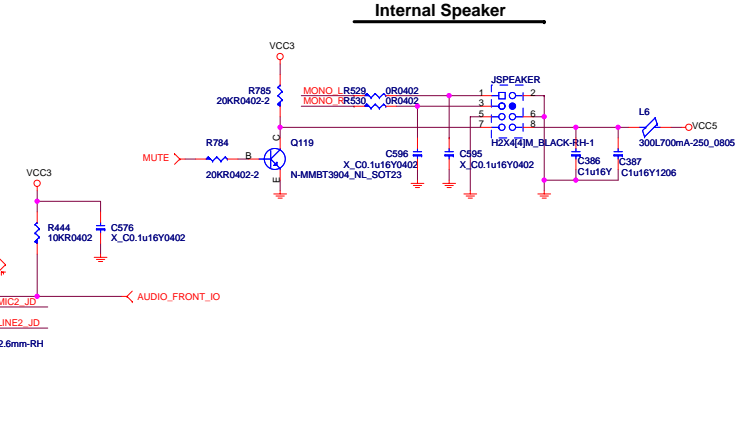 Internal Speaker
VCC3
JSPEAKER
R785
20KR0402-2
MONO_L R529 0R0402
MONO_R R530 0R0402
1 2
3
5 6
7 8
L6
VCC5
300L700mA-250_0805
H2X4[4]M_BLACK-RH-1
R784
C
Q119
MUTE
B
E
20KR0402-2
N-MMBT3904_NL_SOT23
C596
X_C0.1u16Y0402
C595
X_C0.1u16Y0402
C386
C1u16Y
C387
C1u16Y1206
VCC3
R444
10KR0402
C576
X_C0.1u16Y0402
AUDIO_FRONT_IO
MIC2_JD
LINE2_JD
2.6mm-RH